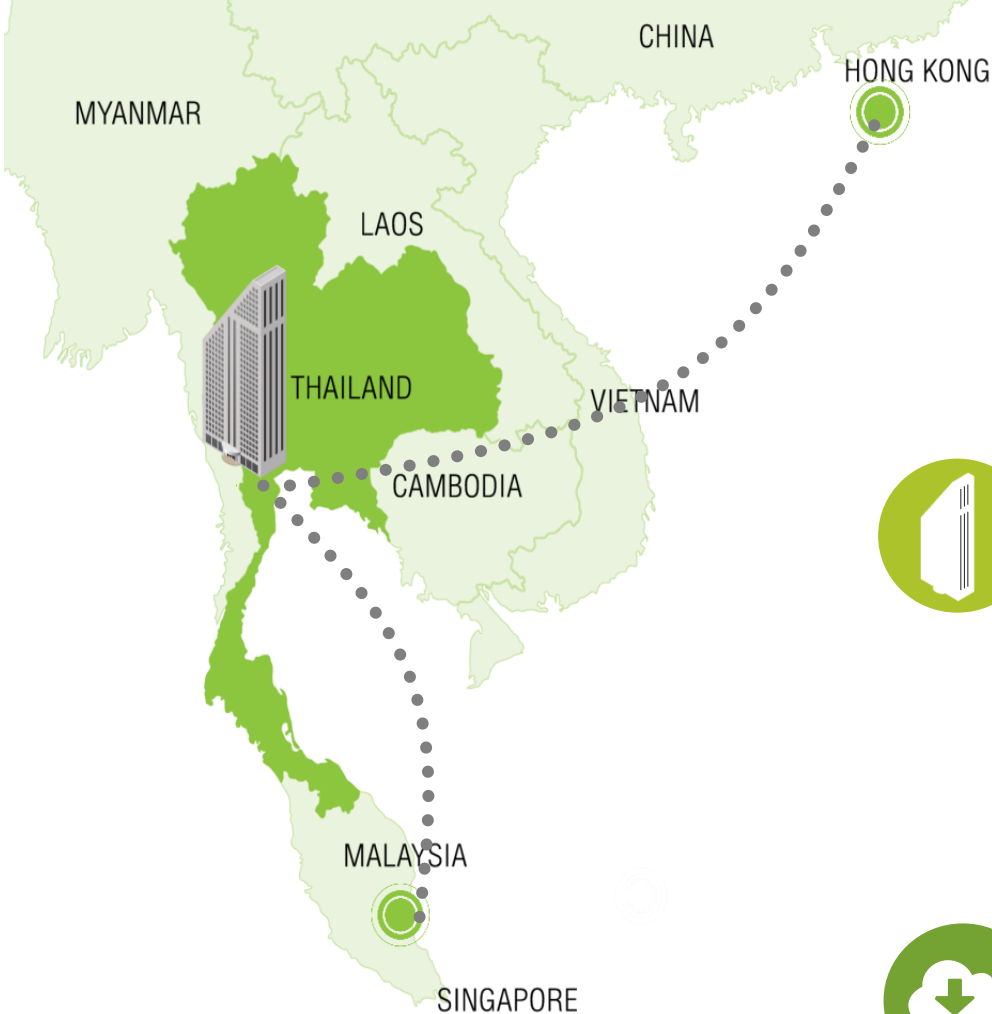 CHINA
HONG KONG
MYANMAR
LAOS
THAILAND
VIETNAM
CAMBODIA
MALAYSIA
SINGAPORE